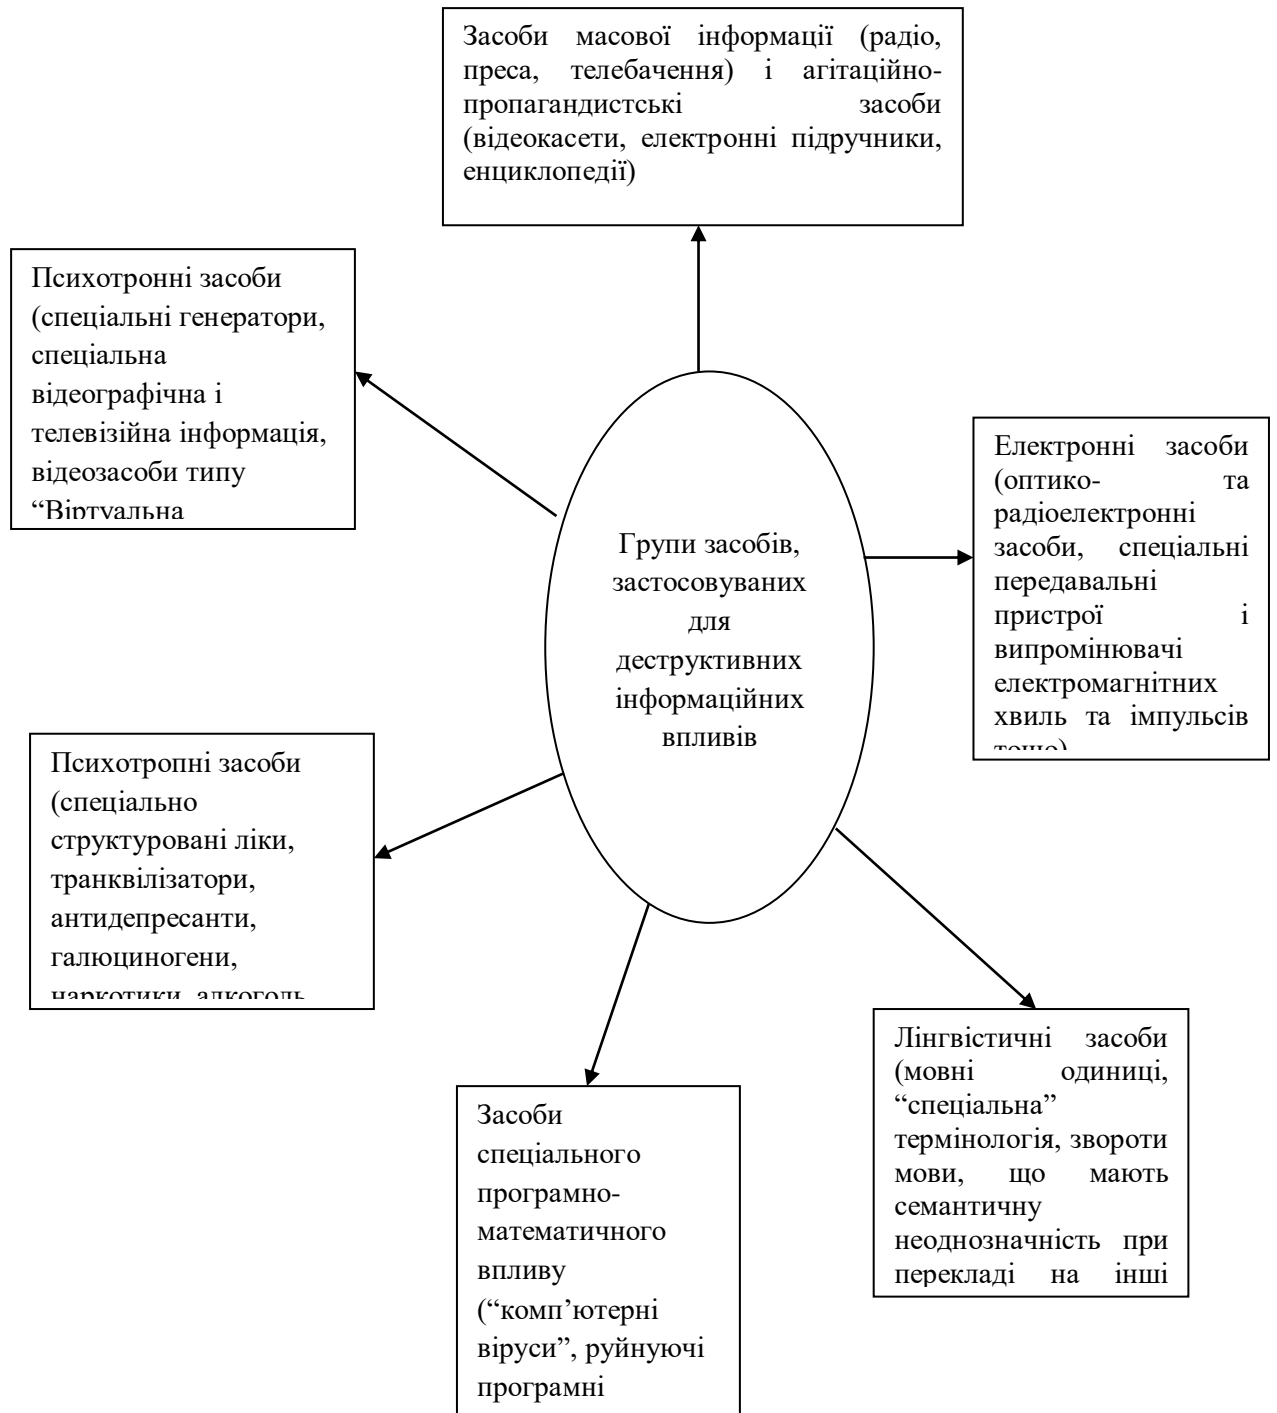 Засоби масової інформації (радіо,
преса, телебачення) і агітаційно-
пропагандистські засоби
(відеокасети, електронні підручники,
енциклопедії)
Психотронні засоби
(спеціальні генератори,
спеціальна
відеографічна і
телевізійна інформація,
відеозасоби типу
“Віртуальна
Електронні засоби
(оптико- та
радіоелектронні
засоби, спеціальні
передавальні
пристрої і
випромінювачі
електромагнітних
хвиль та імпульсів
тощо)
Групи засобів,
застосовуваних
для
деструктивних
інформаційних
впливів
Психотропні засоби
(спеціально
структуровані ліки,
транквілізатори,
антидепресанти,
галюциногени,
наркотики, алкоголь
Засоби
спеціального
програмно-
математичного
впливу
(“комп’ютерні
віруси”, руйнуючі
програмні
Лінгвістичні засоби
(мовні одиниці,
“спеціальна”
термінологія, звороти
мови, що мають
семантичну
неоднозначність при
перекладі на інші